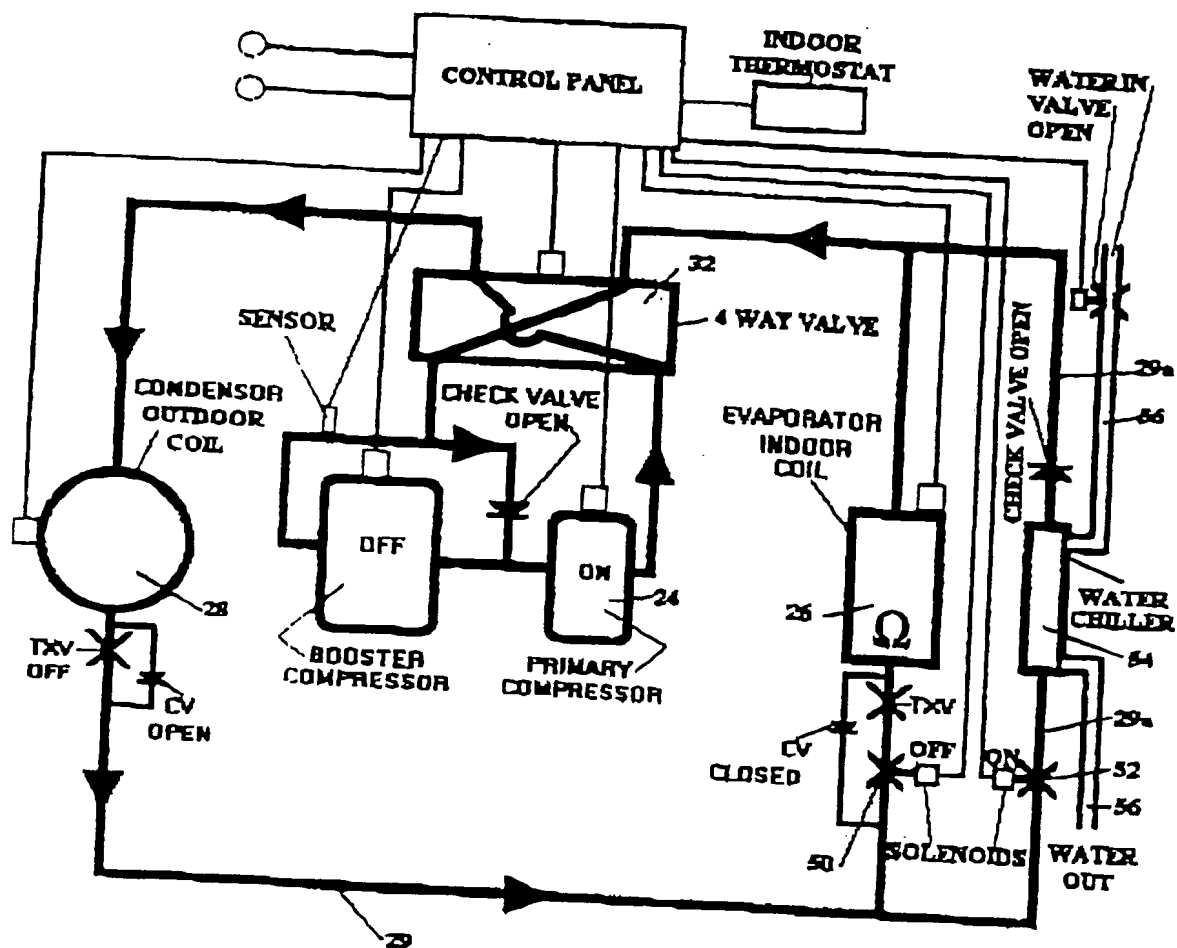 CONTROL PANEL
INDOOR
THERMOSTAT
WATER IN
VALVE
OPEN
32
4 WAY VALVE
SENSOR
CONDENSOR
OUTDOOR
COIL
CHECK VALVE
OPEN
EVAPORATOR
INDOOR
COIL
CHECK VALVE OPEN
29a
56
OFF
ON
24
28
26
Ω
WATER
CHILLER
54
TXV
OFF
BOOSTER
COMPRESSOR
PRIMARY
COMPRESSOR
CV
OPEN
TXV
29a
CV
CLOSED
OFF
ON
52
56
50
SOLENOIDS
WATER
OUT
29